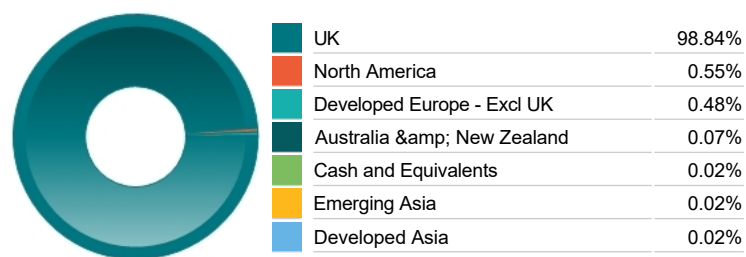 UK 98.84%
North America 0.55%
Developed Europe - Excl UK 0.48%
Australia &amp; New Zealand 0.07%
Cash and Equivalents 0.02%
Emerging Asia 0.02%
Developed Asia 0.02%